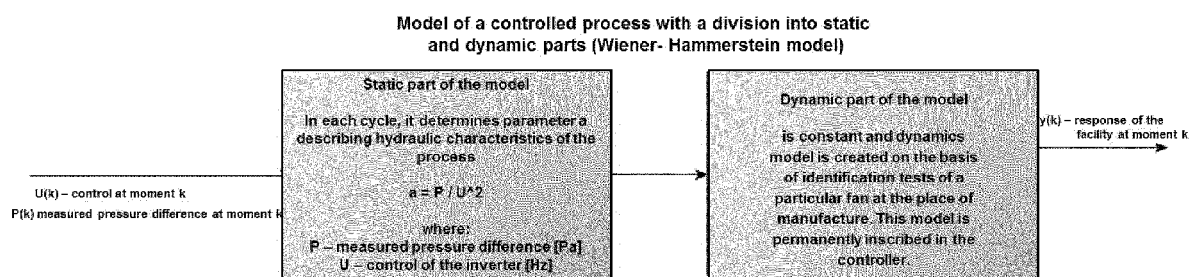 Model of a controlled process with a division into static
and dynamic parts (Wiener- Hammerstein model)
Static part of the model
In each cycle, it determines parameter a
describing hydraulic characteristics of the
process
a = P / U^2
where:
P – measured pressure difference [Pa]
U – control of the inverter [Hz]
U(k) – control at moment k
P(k) measured pressure difference at moment k
Dynamic part of the model
is constant and dynamics
model is created on the basis
of identification tests of a
particular fan at the place of
manufacture. This model is
permanently inscribed in the
controller.
y(k) – response of the
facility at moment k